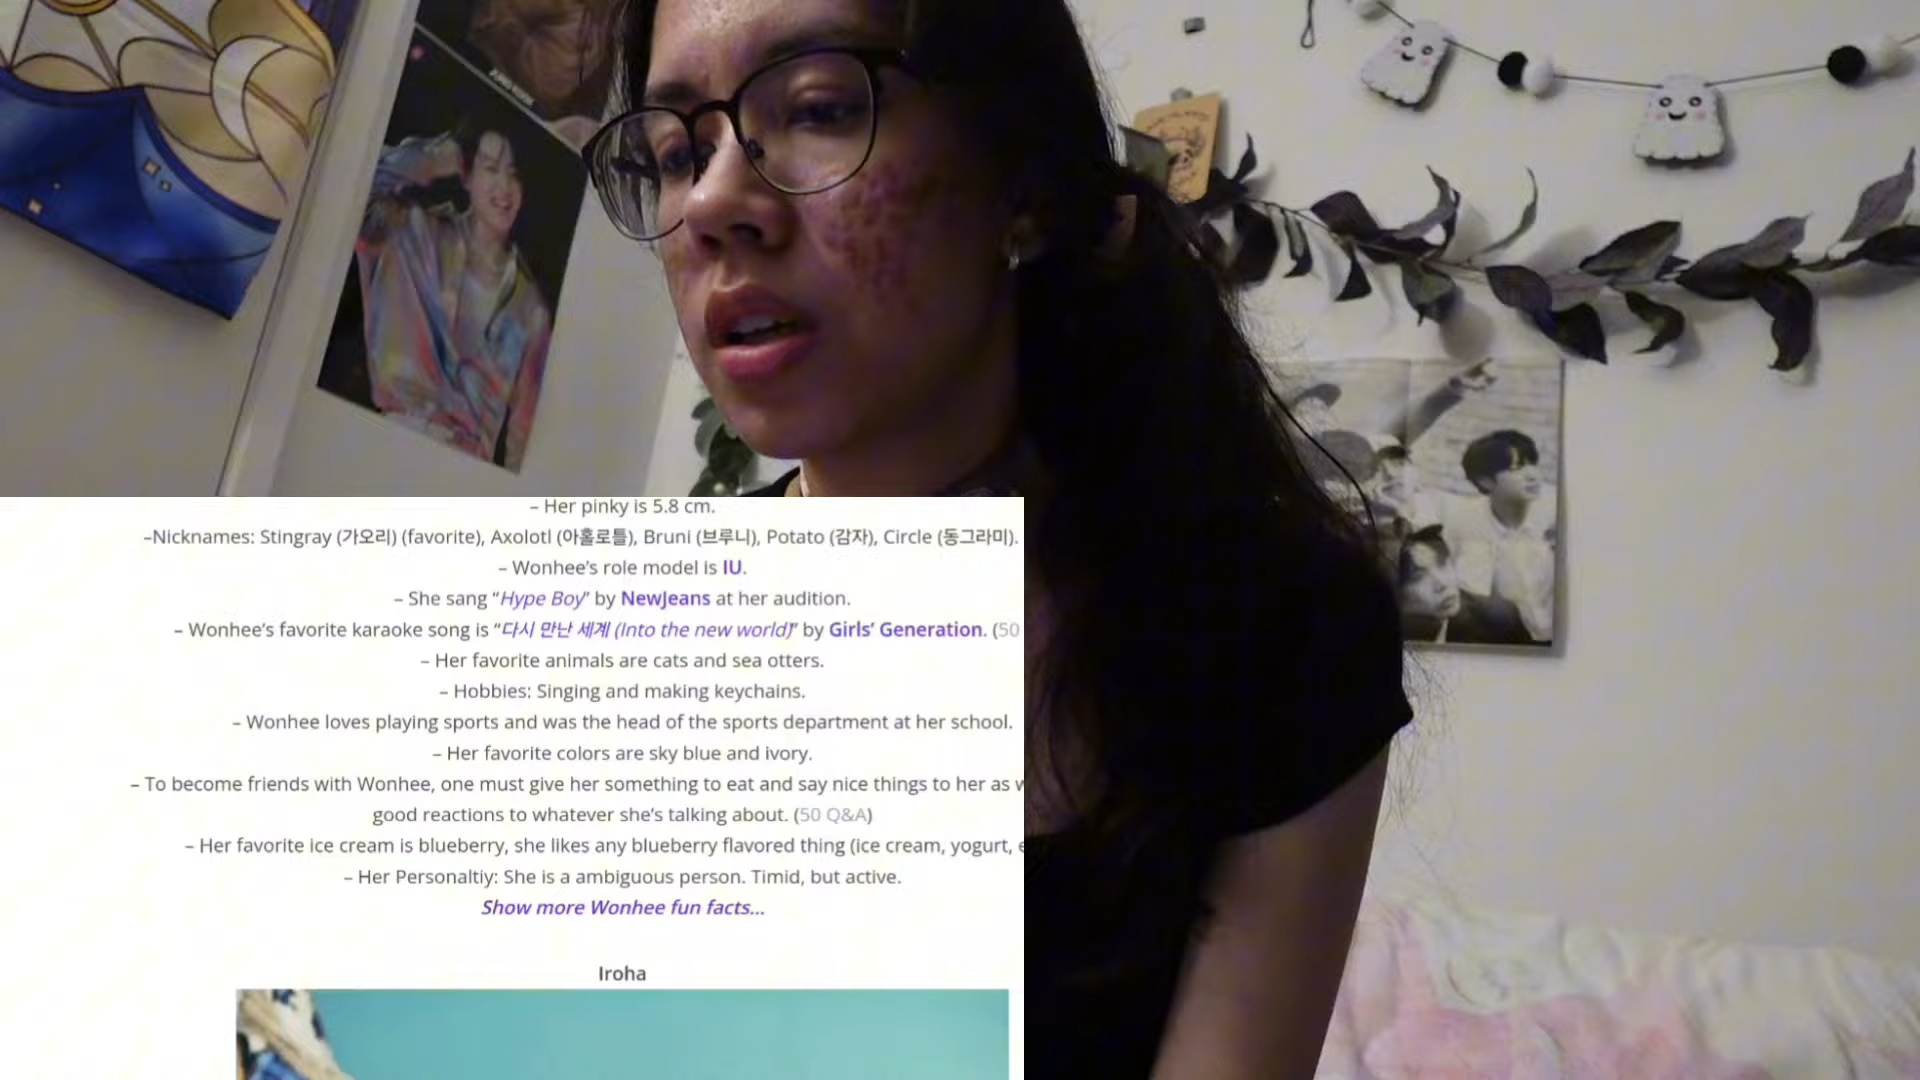 – Her pinky is 5.8 cm.
–Nicknames: Stingray (가오리) (favorite), Axolotl (아홀로틀), Bruni (브루니), Potato (감자), Circle (동그라미).
– Wonhee’s role model is IU.
– She sang “Hype Boy” by NewJeans at her audition.
– Wonhee’s favorite karaoke song is “다시 만난 세계 (Into the new world)” by Girls’ Generation. (50
– Her favorite animals are cats and sea otters.
– Hobbies: Singing and making keychains.
– Wonhee loves playing sports and was the head of the sports department at her school.
– Her favorite colors are sky blue and ivory.
– To become friends with Wonhee, one must give her something to eat and say nice things to her as
good reactions to whatever she’s talking about. (50 Q&A)
– Her favorite ice cream is blueberry, she likes any blueberry flavored thing (ice cream, yogurt,
– Her Personaltiy: She is a ambiguous person. Timid, but active.
Show more Wonhee fun facts...
Iroha